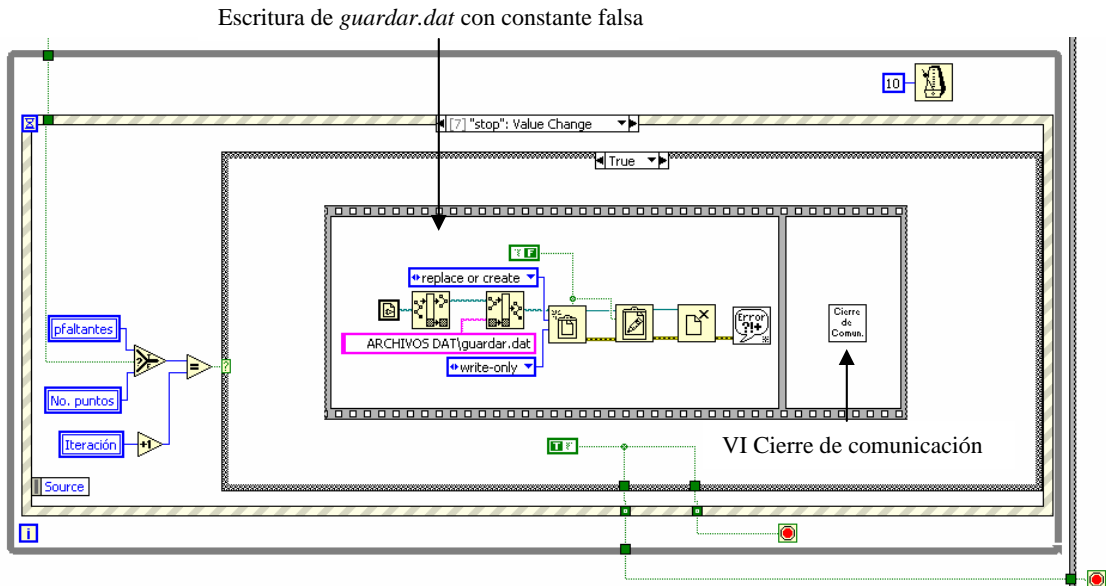 Escritura de guardar.dat con constante falsa
10
[7] "stop": Value Change
True
F
replace or create
pfaltantes
ARCHIVOS DAT\guardar.dat
write-only
Error
?!+
Cierre
de
Comun.
T
F
?
=
?
No. puntos
Iteración
+1
VI Cierre de comunicación
T
Source
i